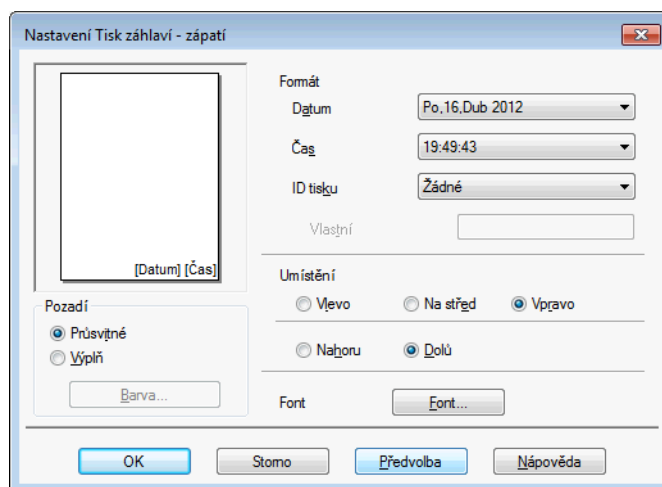 Nastavení Tisk záhlaví - zápatí
[Datum] [Čas]
Pozadí
Průsvitné
Výplň
Barva...
Formát
Datum
Po,16,Dub 2012
Čas
19:49:43
ID tisku
Žádné
Vlastní
Umístění
Vlevo
Na střed
Vpravo
Nahoru
Dolů
Font
Font...
OK
Storno
Předvolba
Nápověda